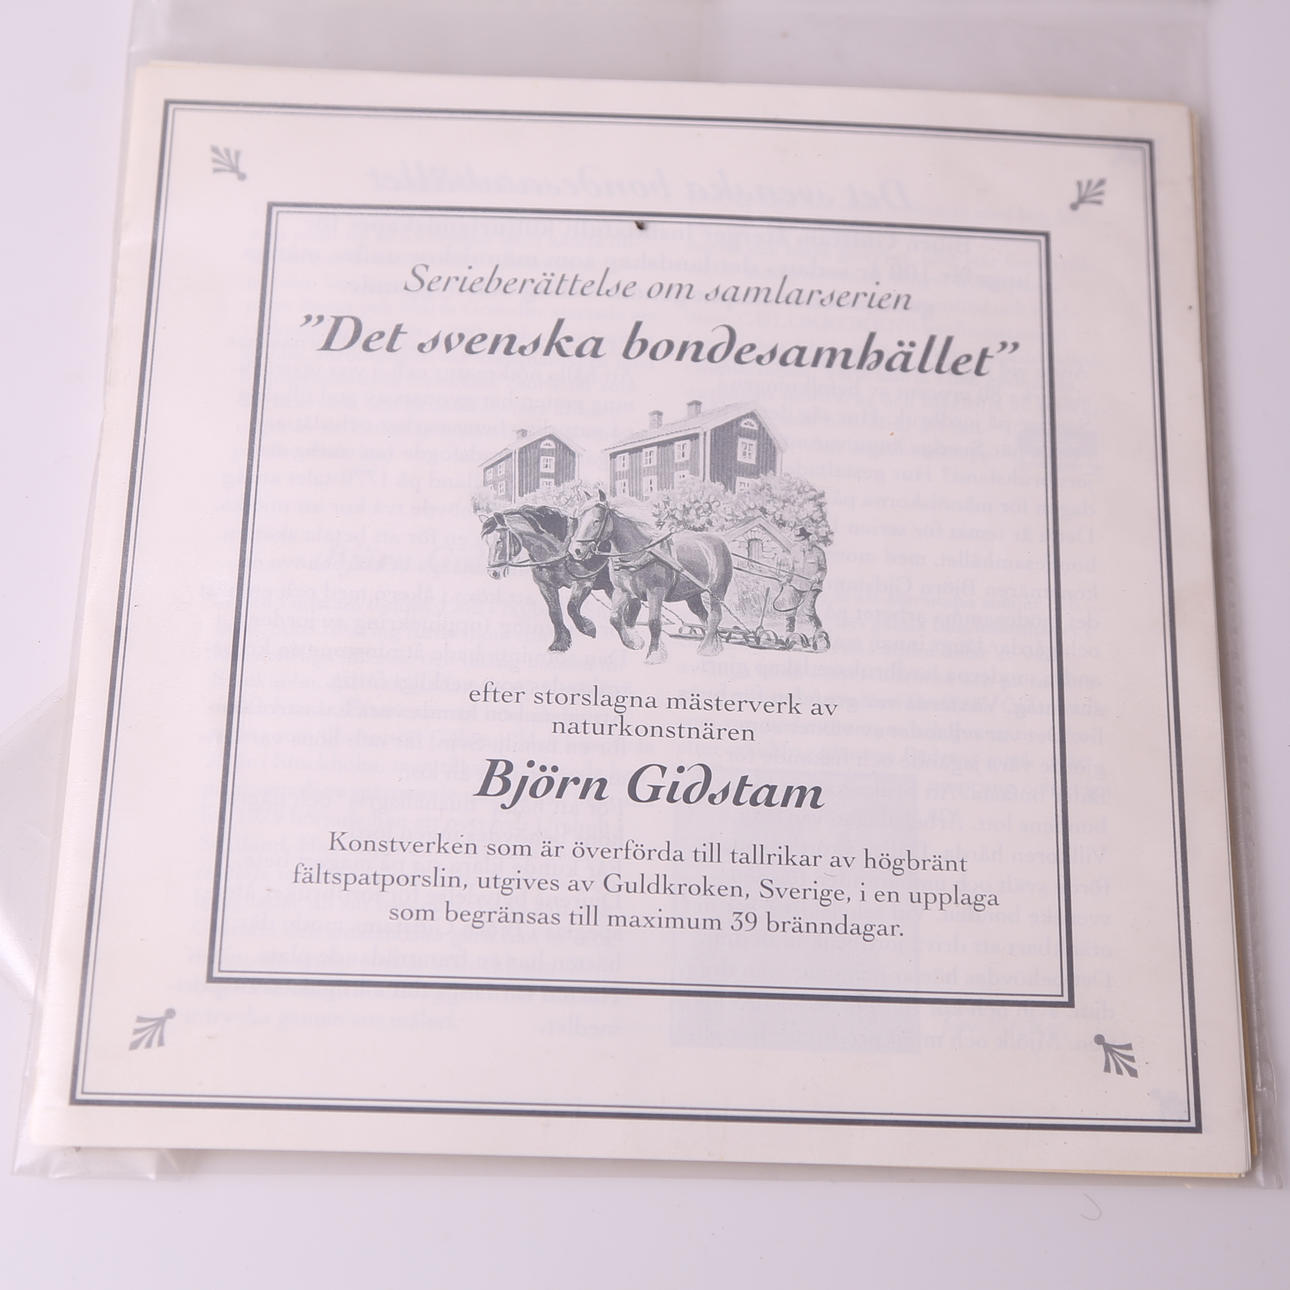 Serieberättelse om samlarserien
”Det svenska bondesamhället”
efter storslagna mästerverk av
naturkonstnären
Björn Gidstam
Konstverken som är överförda till tallrikar av högbränt
fältspatporslin, utgives av Guldkroken, Sverige, i en upplaga
som begränsas till maximum 39 bränndagar.